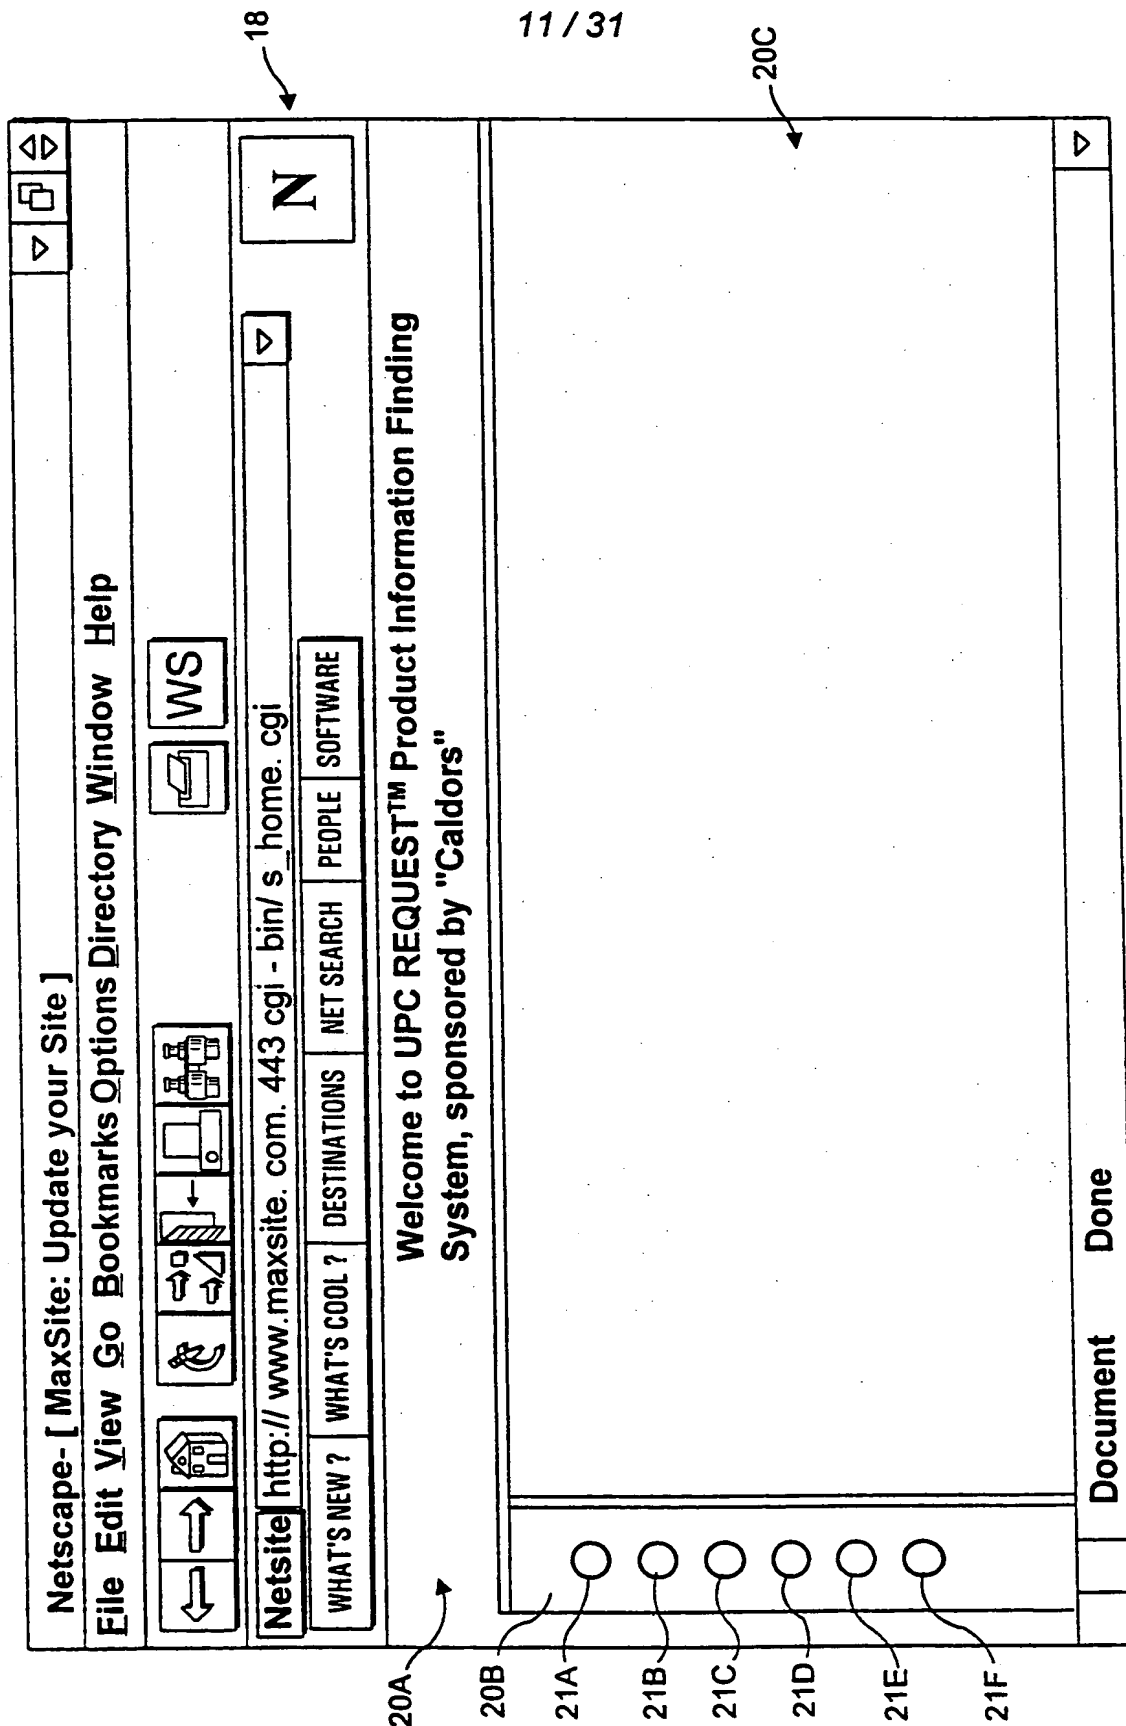 11 / 31
18
Netscape- [ MaxSite: Update your Site ]
File Edit View Go Bookmarks Options Directory Window Help
WS
Netsite http:// www.maxsite. com. 443 cgi - bin/ s_home. cgi
N
WHAT'S NEW ? WHAT'S COOL ? DESTINATIONS NET SEARCH PEOPLE SOFTWARE
Welcome to UPC REQUEST™ Product Information Finding
System, sponsored by "Caldors"
20A
20B
21A
21B
21C
21D
21E
21F
20C
Document Done